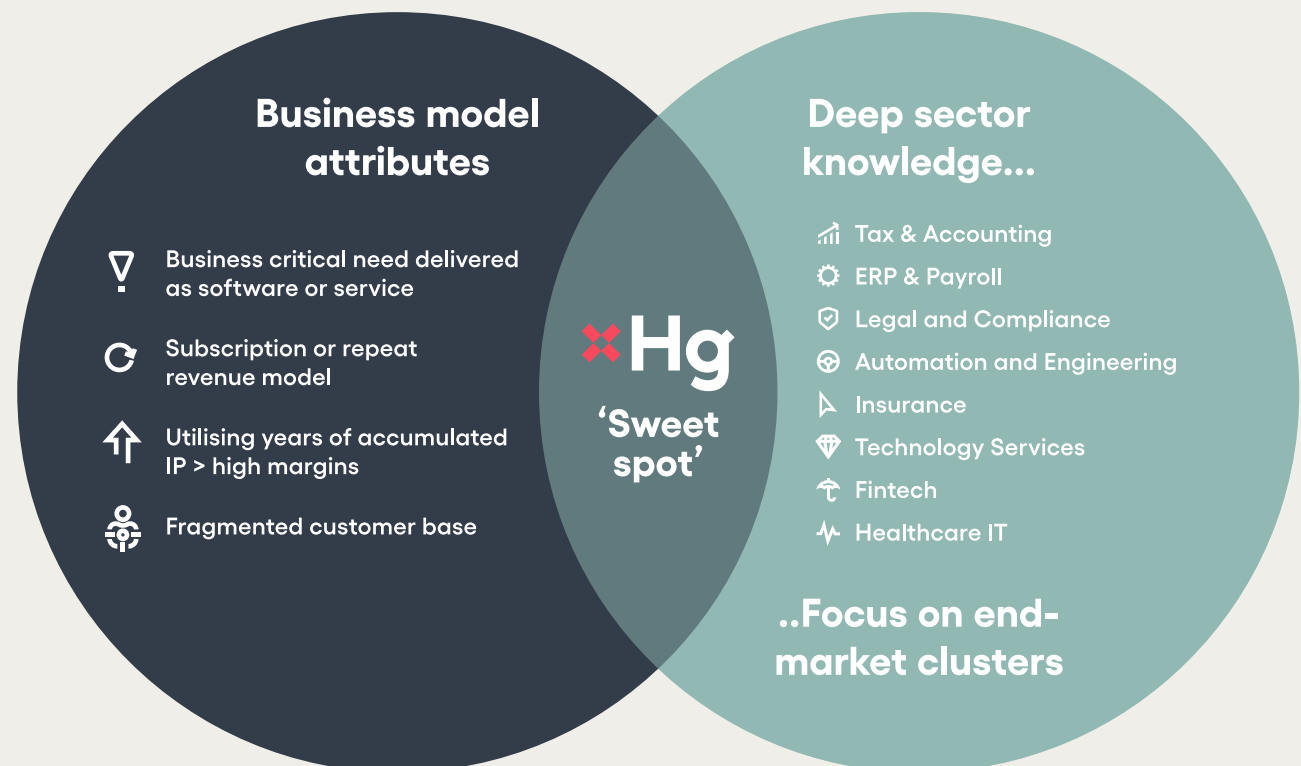 Business model
attributes
Business critical need delivered
as software or service
Subscription or repeat
revenue model
Utilising years of accumulated
IP > high margins
Fragmented customer base
Hg
‘Sweet
spot’
Deep sector
knowledge...
Tax & Accounting
ERP & Payroll
Legal and Compliance
Automation and Engineering
Insurance
Technology Services
Fintech
Healthcare IT
..Focus on end-
market clusters